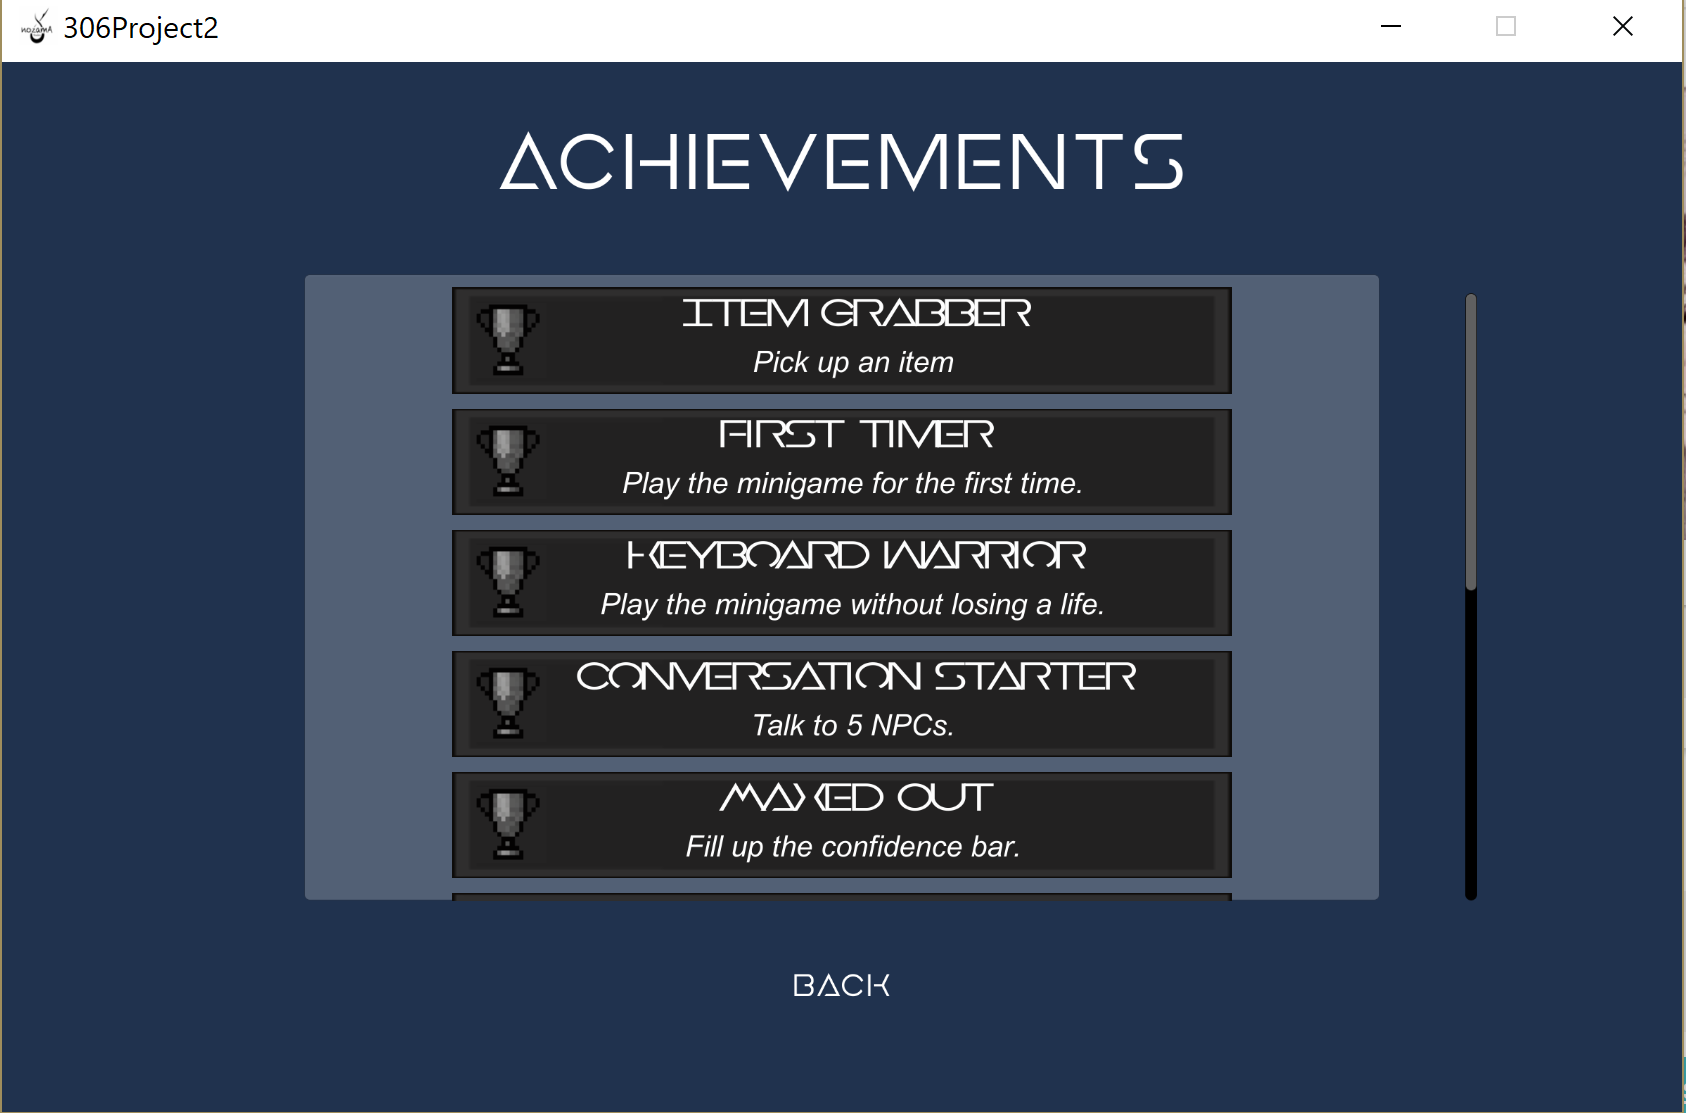 nozamA
306Project2
ACHIEVEMENTS
ITEM GRABBER
Pick up an item
FIRST TIMER
Play the minigame for the first time.
KEYBOARD WARRIOR
Play the minigame without losing a life.
CONVERSATION STARTER
Talk to 5 NPCs.
MAXED OUT
Fill up the confidence bar.
BACK